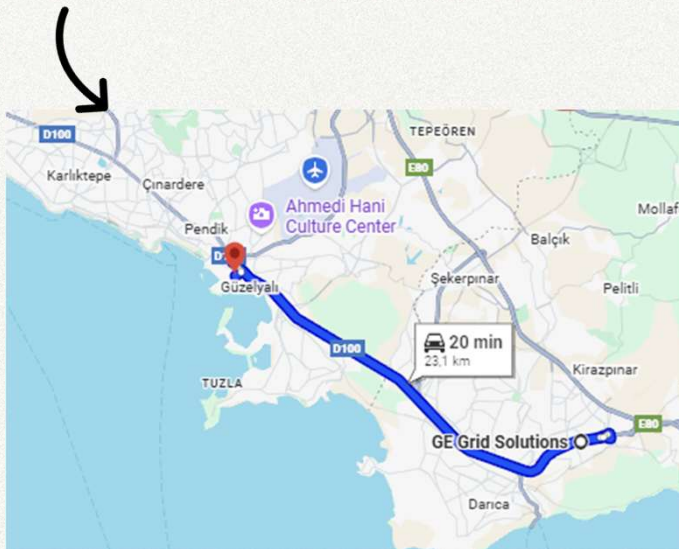 D100
TEPEÖREN
E80
Karlıktepe
Çınardere
Ahmedi Hani
Culture Center
Mollaf
Pendik
Balçık
Şekerpınar
Pelitli
Güzelyalı
D100
20 min
23,1 km
TUZLA
Kirazpınar
E80
GE Grid Solutions
Darıca